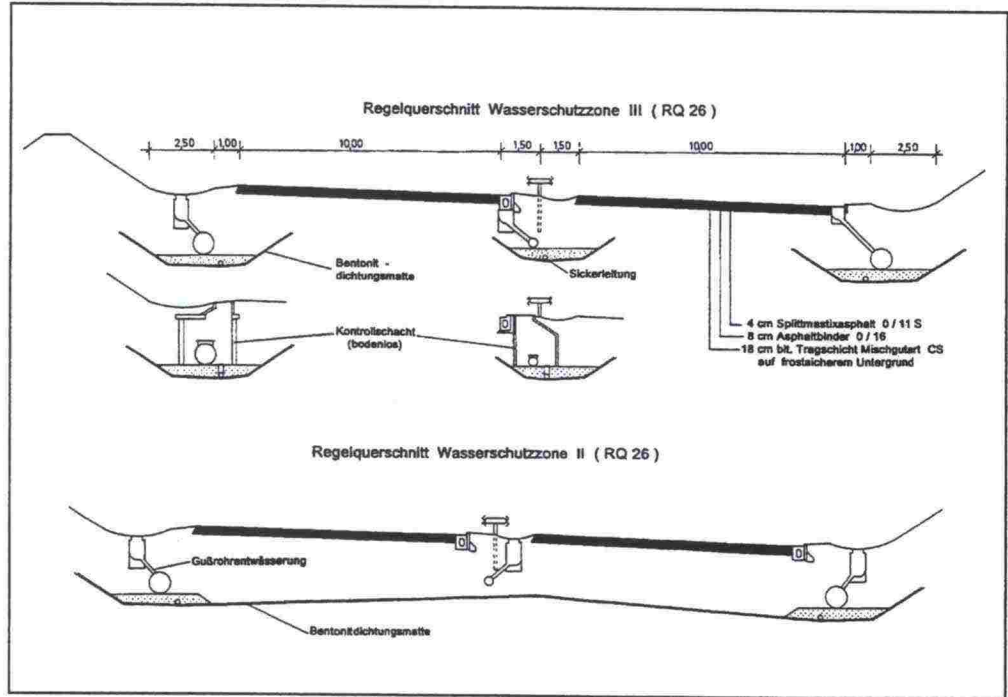 Regelquerschnitt Wasserschutzzone III ( RQ 26 )
2,50 1,00 10,00 1,50 1,50 10,00 1,00 2,50
Bentonit -
dichtungsmatte
Sickerleitung
Kontrollschacht
(bodenlos)
4 cm Splittmastixasphalt 0 / 11 S
8 cm Asphaltbinder 0 / 16
18 cm bit. Tragschicht Mischgutart CS
auf frostsicherem Untergrund
Regelquerschnitt Wasserschutzzone II ( RQ 26 )
Gußrohrentwässerung
Bentonitdichtungsmatte